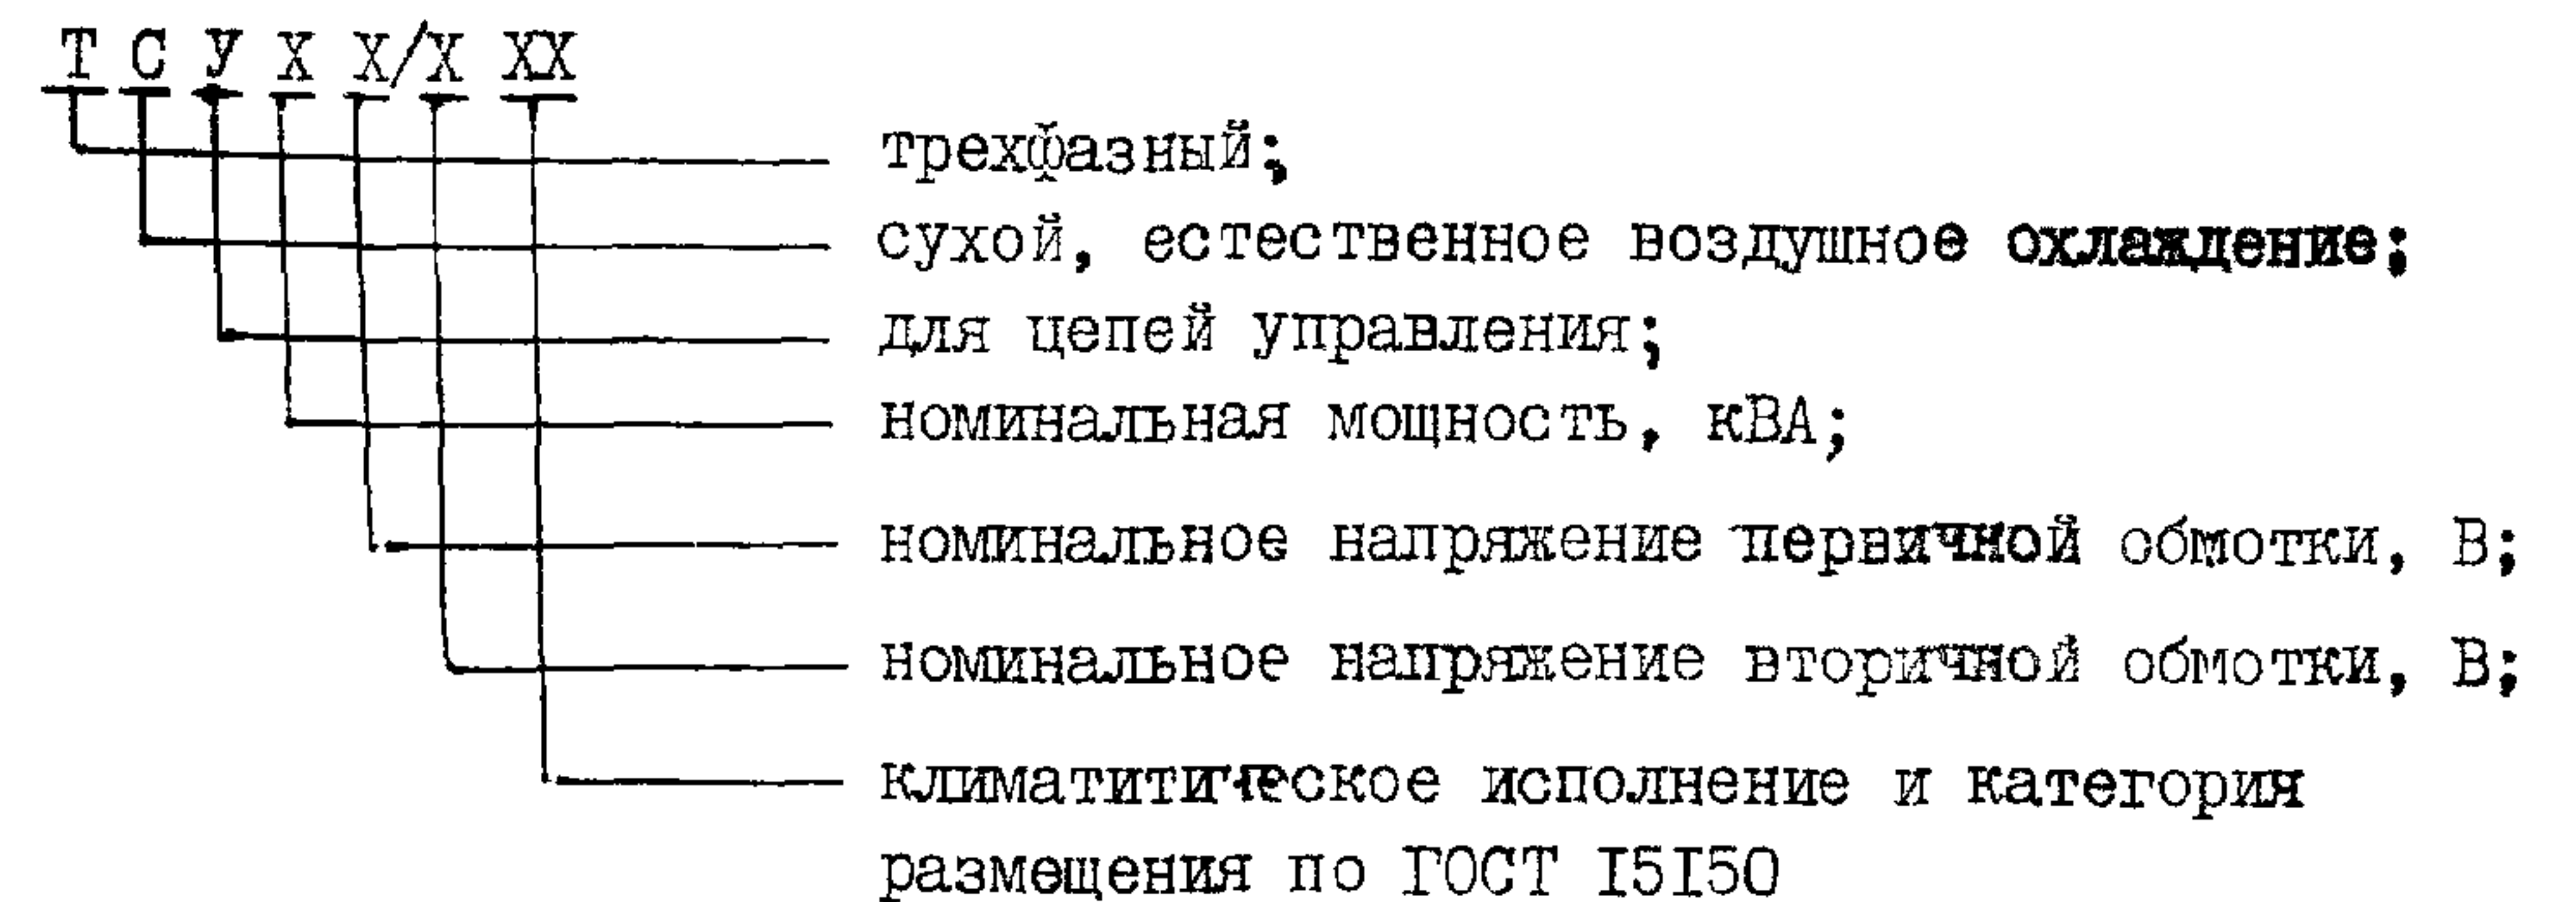 Т С У Х Х/Х ХХ
трехфазный;
сухой, естественное воздушное охлаждение;
для цепей управления;
номинальная мощность, кВА;
номинальное напряжение первичной обмотки, В;
номинальное напряжение вторичной обмотки, В;
климатитическое исполнение и категория
размещения по ГОСТ I5I50